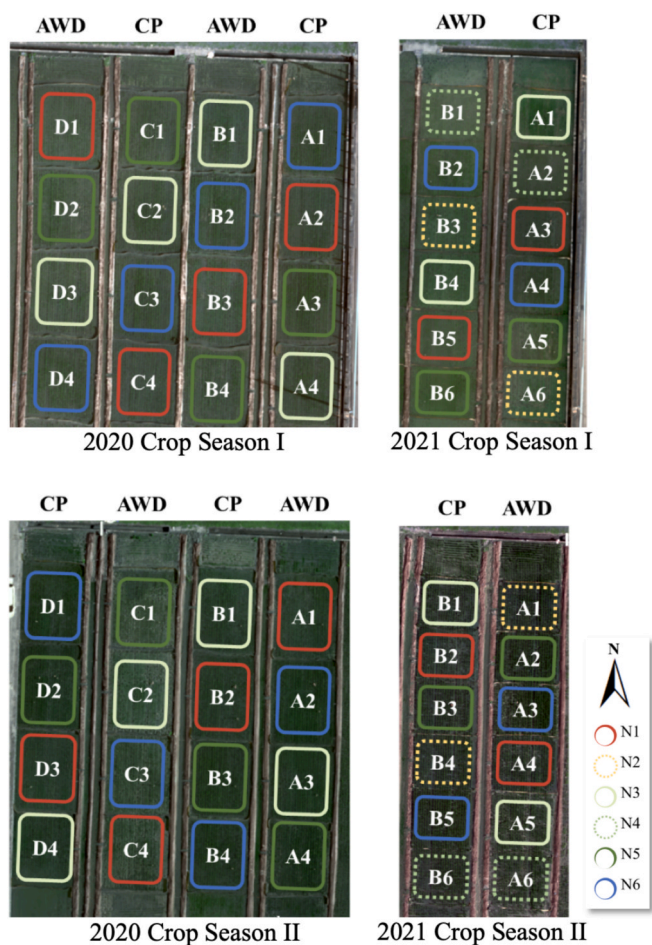 AWD CP AWD CP
D1 C1 B1 A1
D2 C2 B2 A2
D3 C3 B3 A3
D4 C4 B4 A4
2020 Crop Season I
AWD CP
B1 A1
B2 A2
B3 A3
B4 A4
B5 A5
B6 A6
2021 Crop Season I
CP AWD CP AWD
D1 C1 B1 A1
D2 C2 B2 A2
D3 C3 B3 A3
D4 C4 B4 A4
2020 Crop Season II
CP AWD
B1 A1
B2 A2
B3 A3
B4 A4
B5 A5
B6 A6
2021 Crop Season II
N
N1
N2
N3
N4
N5
N6